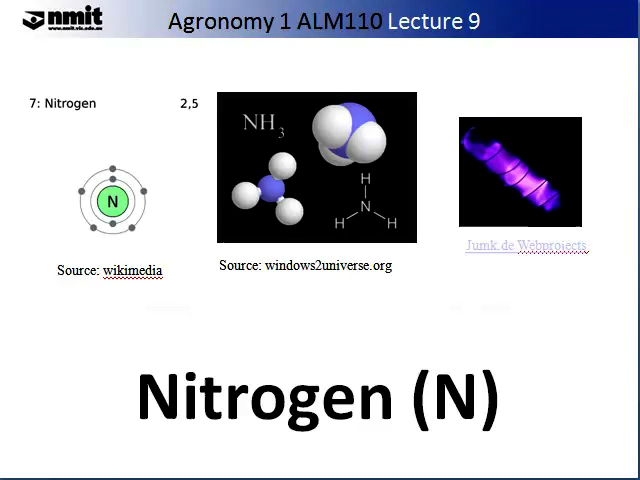 nmit
www.nmit.vic.edu.au
Agronomy 1 ALM110 Lecture 9
7: Nitrogen 2,5
N
NH3
H
N
H H
Source: wikimedia
Source: windows2universe.org
Jumk.de Webprojects
Nitrogen (N)